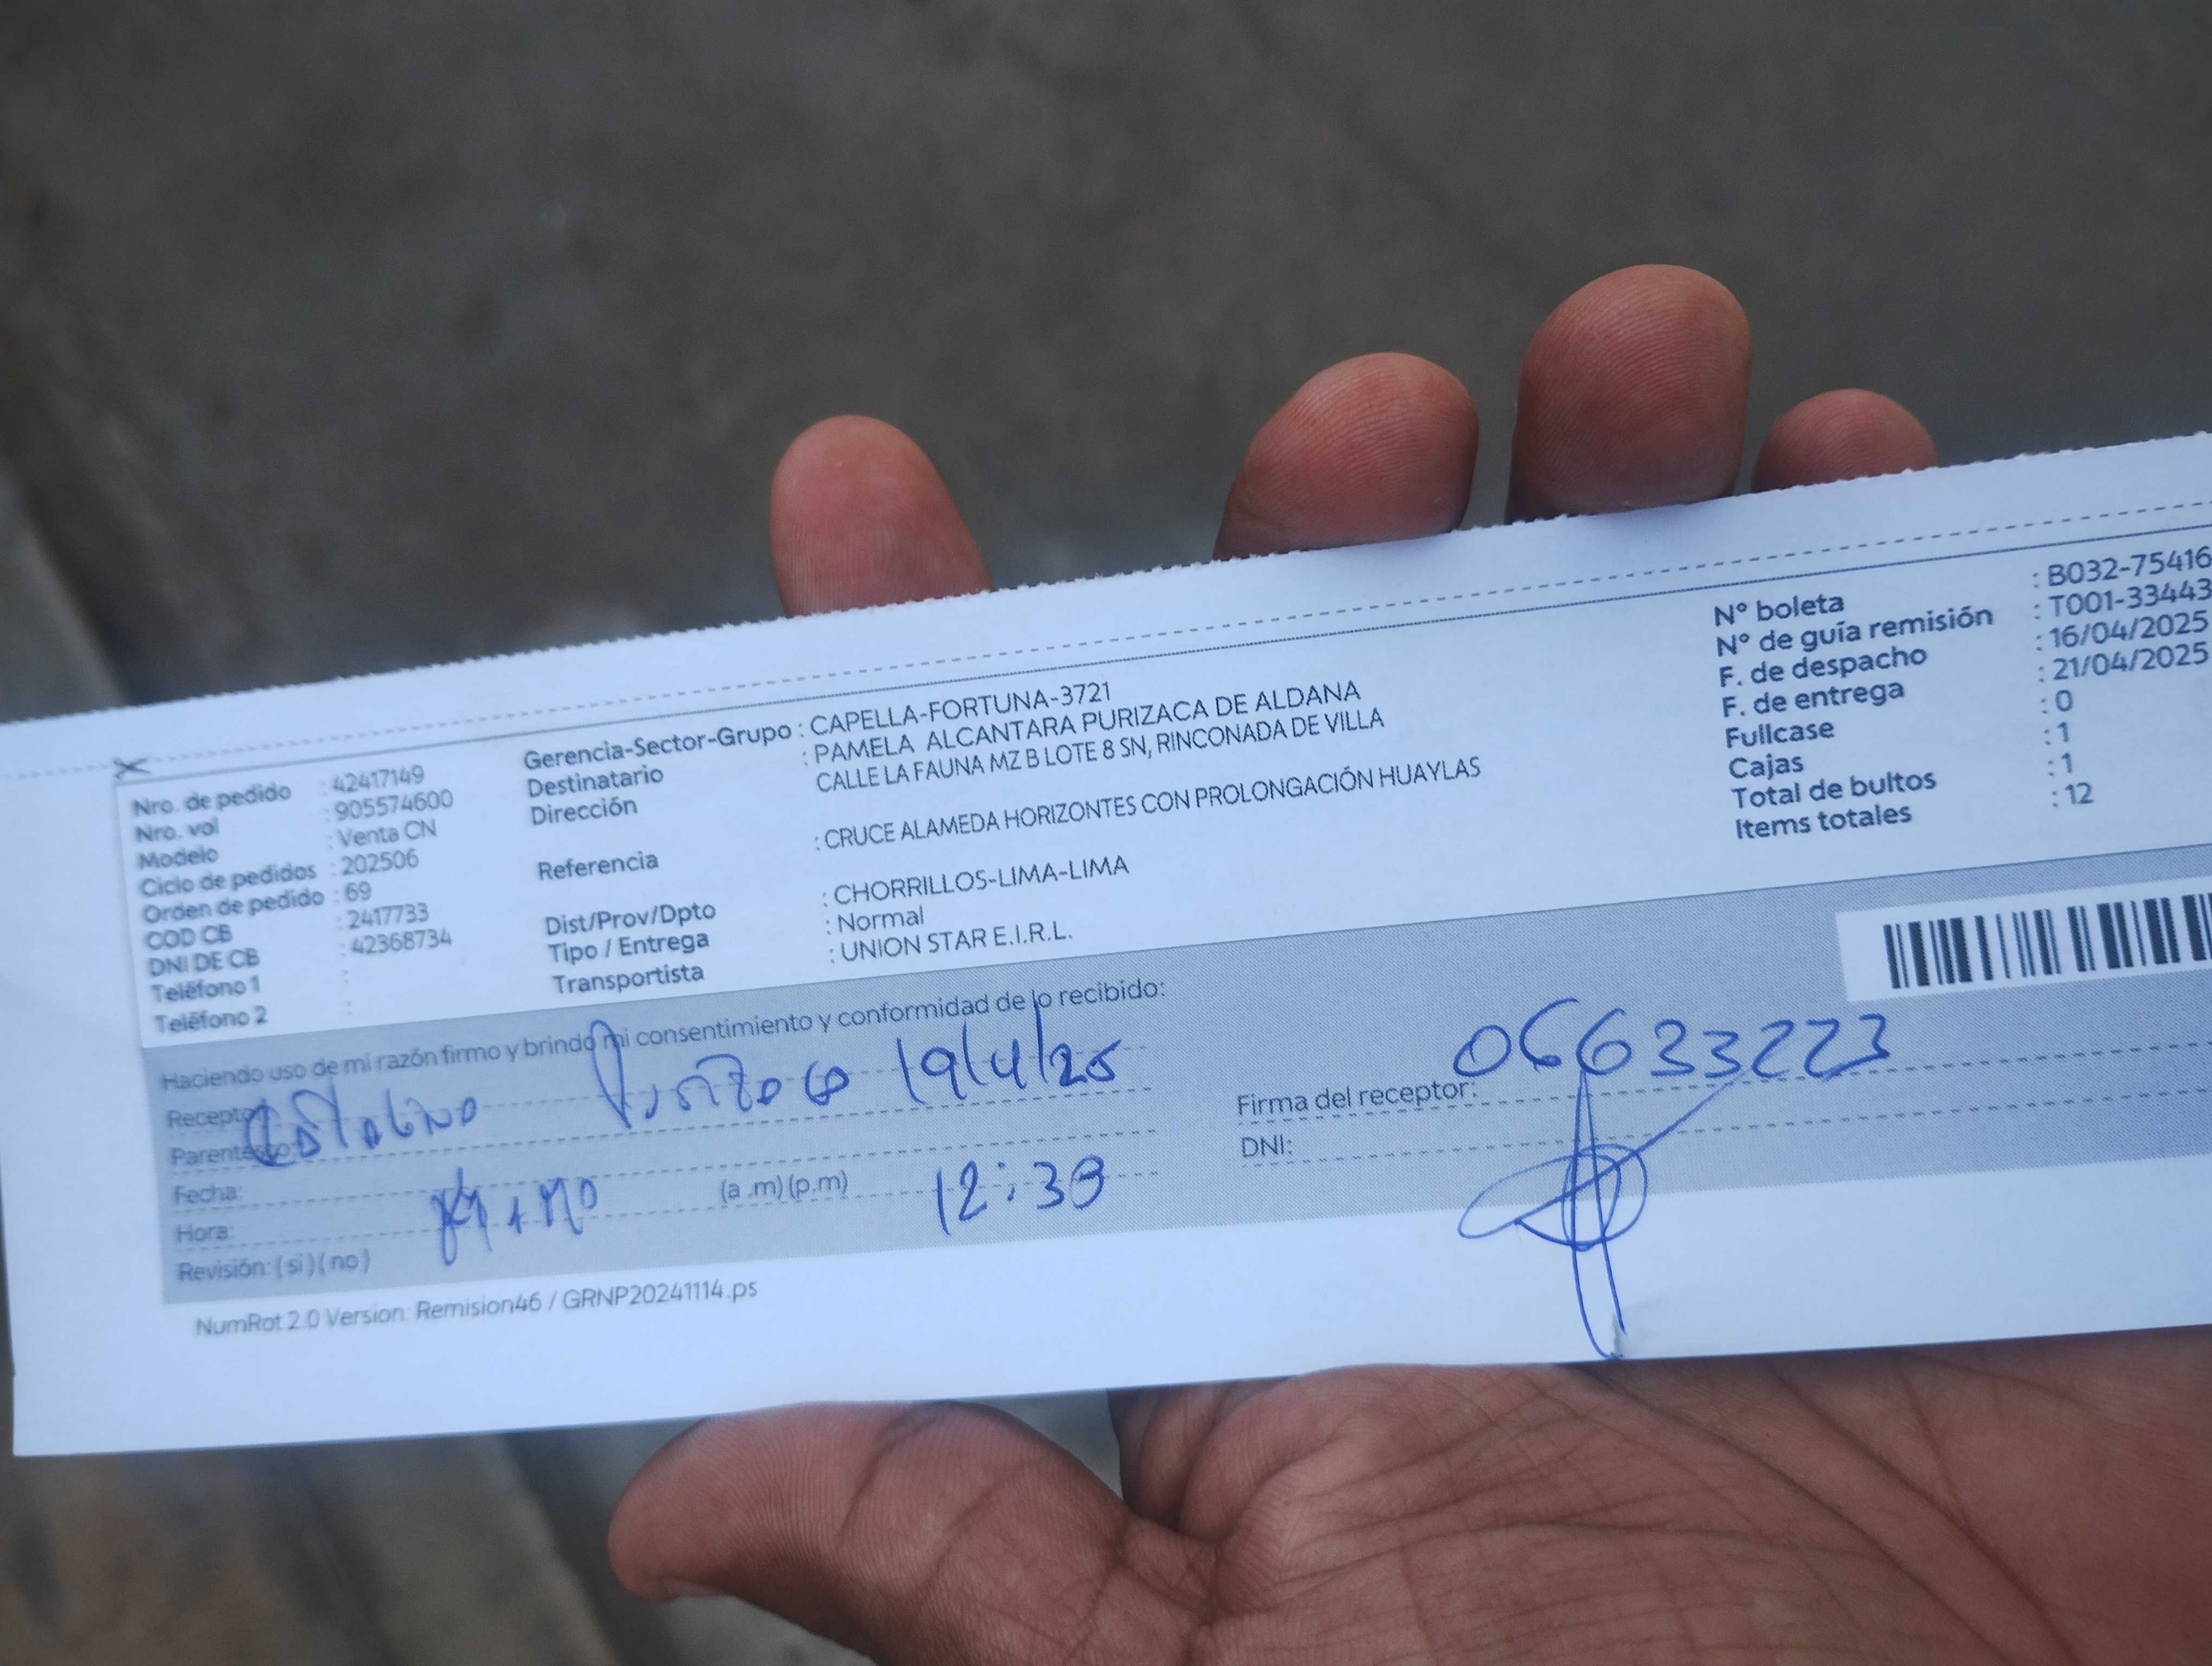 Nro. de pedido : 42417149
Nro. vol : 905574600
Modelo : Venta CN
Ciclo de pedidos : 202506
Orden de pedido : 69
COD CB : 2417733
DNI DE CB : 42368734
Teléfono 1 :
Teléfono 2 :
Gerencia-Sector-Grupo : CAPELLA-FORTUNA-3721
Destinatario : PAMELA ALCANTARA PURIZACA DE ALDANA
Dirección CALLE LA FAUNA MZ B LOTE 8 SN, RINCONADA DE VILLA
Referencia : CRUCE ALAMEDA HORIZONTES CON PROLONGACIÓN HUAYLAS
Dist/Prov/Dpto : CHORRILLOS-LIMA-LIMA
Tipo / Entrega : Normal
Transportista : UNION STAR E.I.R.L.
Nº boleta : B032-75416
Nº de guía remisión : T001-33443
F. de despacho : 16/04/2025
F. de entrega : 21/04/2025
Fullcase : 0
Cajas : 1
Total de bultos : 1
Items totales : 12
Haciendo uso de mi razón firmo y brindo mi consentimiento y conformidad de lo recibido:
Receptor 19/4/25
Parentesco:
Fecha:
Hora: (a .m) (p.m) 12:39
Revisión: ( si ) ( no )
06633223
Firma del receptor:
DNI:
NumRot 2.0 Version: Remision46 / GRNP20241114.ps